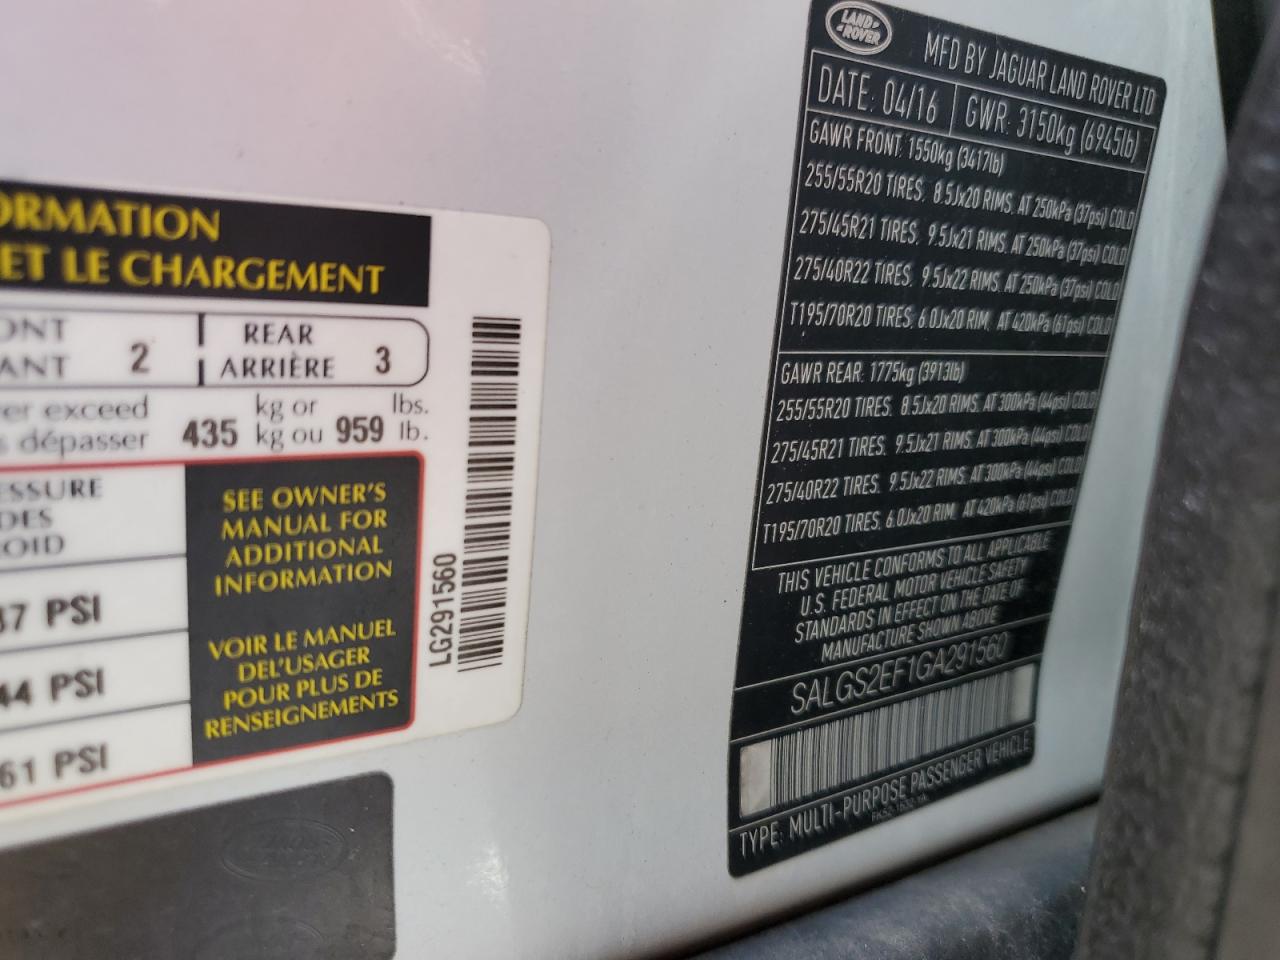 ORMATION
ET LE CHARGEMENT
ONT
ANT 2
REAR
ARRIÈRE 3
er exceed 435 kg or 959 lbs.
s dépasser kg ou lb.
ESSURE
DES
OID
37 PSI
44 PSI
61 PSI
SEE OWNER'S
MANUAL FOR
ADDITIONAL
INFORMATION
VOIR LE MANUEL
DEL'USAGER
POUR PLUS DE
RENSEIGNEMENTS
LG291560
LAND
ROVER
MFD BY JAGUAR LAND ROVER LTD
DATE: 04/16 GWR: 3150kg (6945lb)
GAWR FRONT: 1550kg (3417lb)
255/55R20 TIRES, 8.5Jx20 RIMS, AT 250kPa (37psi) COLD
275/45R21 TIRES, 9.5Jx21 RIMS, AT 250kPa (37psi) COLD
275/40R22 TIRES, 9.5Jx22 RIMS, AT 250kPa (37psi) COLD
T195/70R20 TIRES, 6.0Jx20 RIM, AT 420kPa (61psi) COLD
GAWR REAR: 1775kg (3913lb)
255/55R20 TIRES, 8.5Jx20 RIMS, AT 300kPa (44psi) COLD
275/45R21 TIRES, 9.5Jx21 RIMS, AT 300kPa (44psi) COLD
275/40R22 TIRES, 9.5Jx22 RIMS, AT 300kPa (44psi) COLD
T195/70R20 TIRES, 6.0Jx20 RIM, AT 420kPa (61psi) COLD
THIS VEHICLE CONFORMS TO ALL APPLICABLE
U.S. FEDERAL MOTOR VEHICLE SAFETY
STANDARDS IN EFFECT ON THE DATE OF
MANUFACTURE SHOWN ABOVE
SALGS2EF1GA291560
TYPE: MULTI-PURPOSE PASSENGER VEHICLE